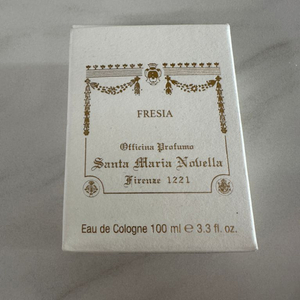 FRESIA
Officina Profumo
Santa Maria Novella
Firenze 1221
Eau de Cologne 100 ml ℮ 3.3 fl. oz.